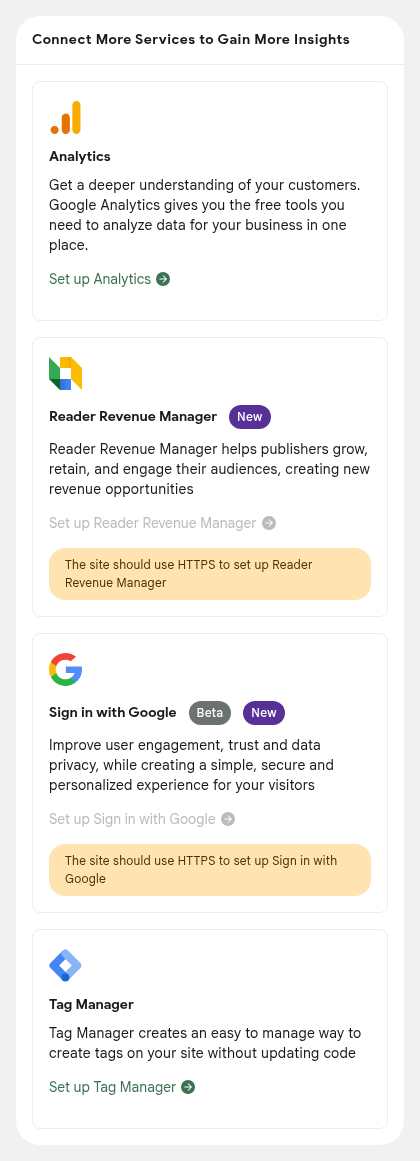 Connect More Services to Gain More Insights
Analytics
Get a deeper understanding of your customers.
Google Analytics gives you the free tools you
need to analyze data for your business in one
place.
Set up Analytics
Reader Revenue Manager New
Reader Revenue Manager helps publishers grow,
retain, and engage their audiences, creating new
revenue opportunities
Set up Reader Revenue Manager
The site should use HTTPS to set up Reader
Revenue Manager
Sign in with Google Beta New
Improve user engagement, trust and data
privacy, while creating a simple, secure and
personalized experience for your visitors
Set up Sign in with Google
The site should use HTTPS to set up Sign in with
Google
Tag Manager
Tag Manager creates an easy to manage way to
create tags on your site without updating code
Set up Tag Manager